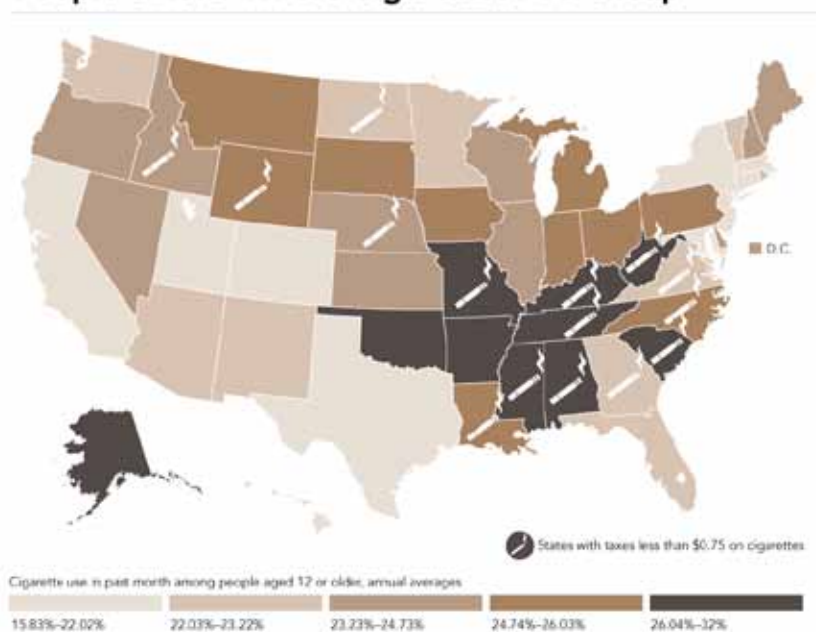 D.C.
States with taxes less than $0.75 on cigarettes
Cigarette use in past month among people aged 12 or older, annual averages
15.83%–22.02%
22.03%–23.22%
23.23%–24.73%
24.74%–26.03%
26.04%–32%